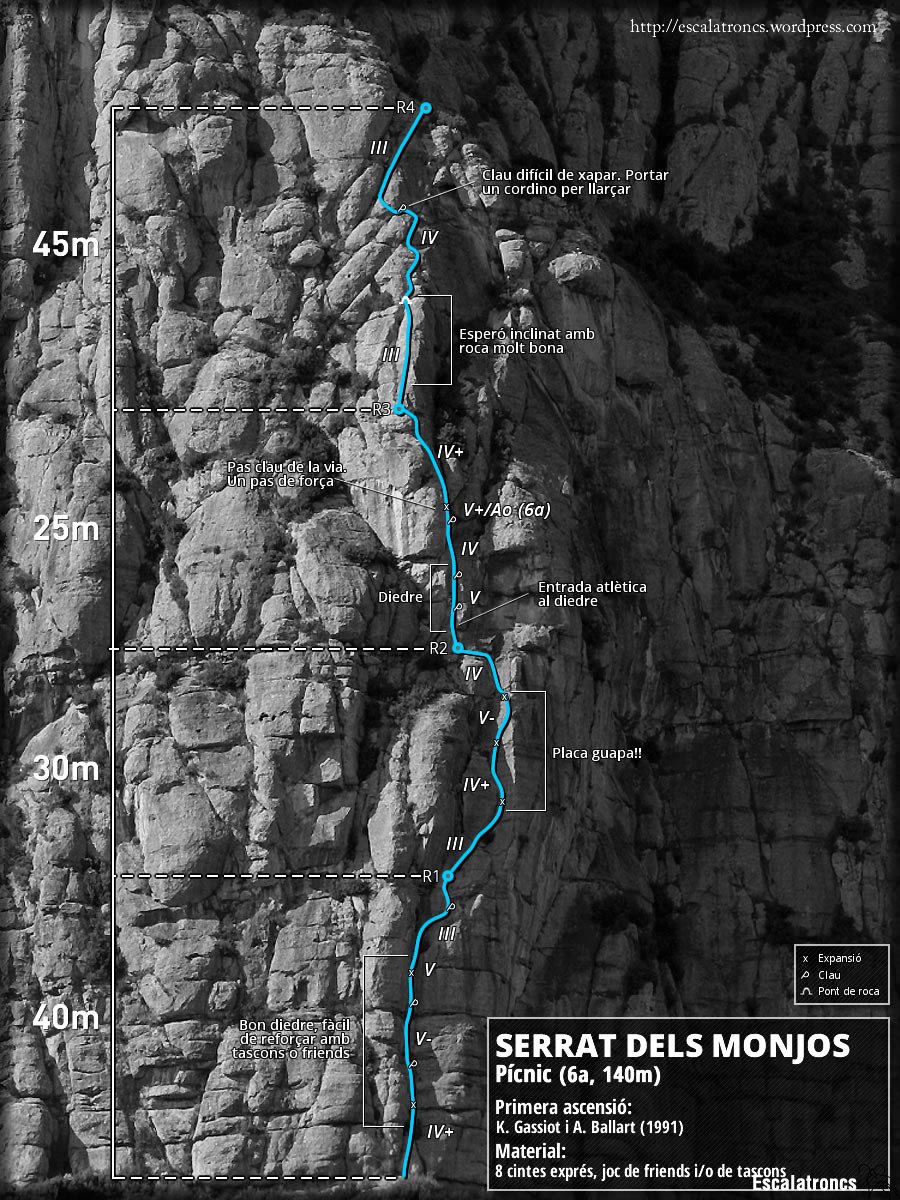 http://escalatroncs.wordpress.com
R4
III
Clau difícil de xapar. Portar
un cordino per llarçar
IV
45m
Esperó inclinat amb
roca molt bona
III
R3
IV+
Pas clau de la via.
Un pas de força
V+/Ao (6a)
25m
IV
Diedre
V
Entrada atlètica
al diedre
R2
IV
V-
Placa guapa!!
30m
IV+
III
R1
III
V
x Expansió
Clau
Pont de roca
40m
Bon diedre, fàcil
de reforçar amb
tascons o friends
V-
IV+
SERRAT DELS MONJOS
Pícnic (6a, 140m)
Primera ascensió:
K. Gassiot i A. Ballart (1991)
Material:
8 cintes exprés, joc de friends i/o de tascons
Escalatroncs